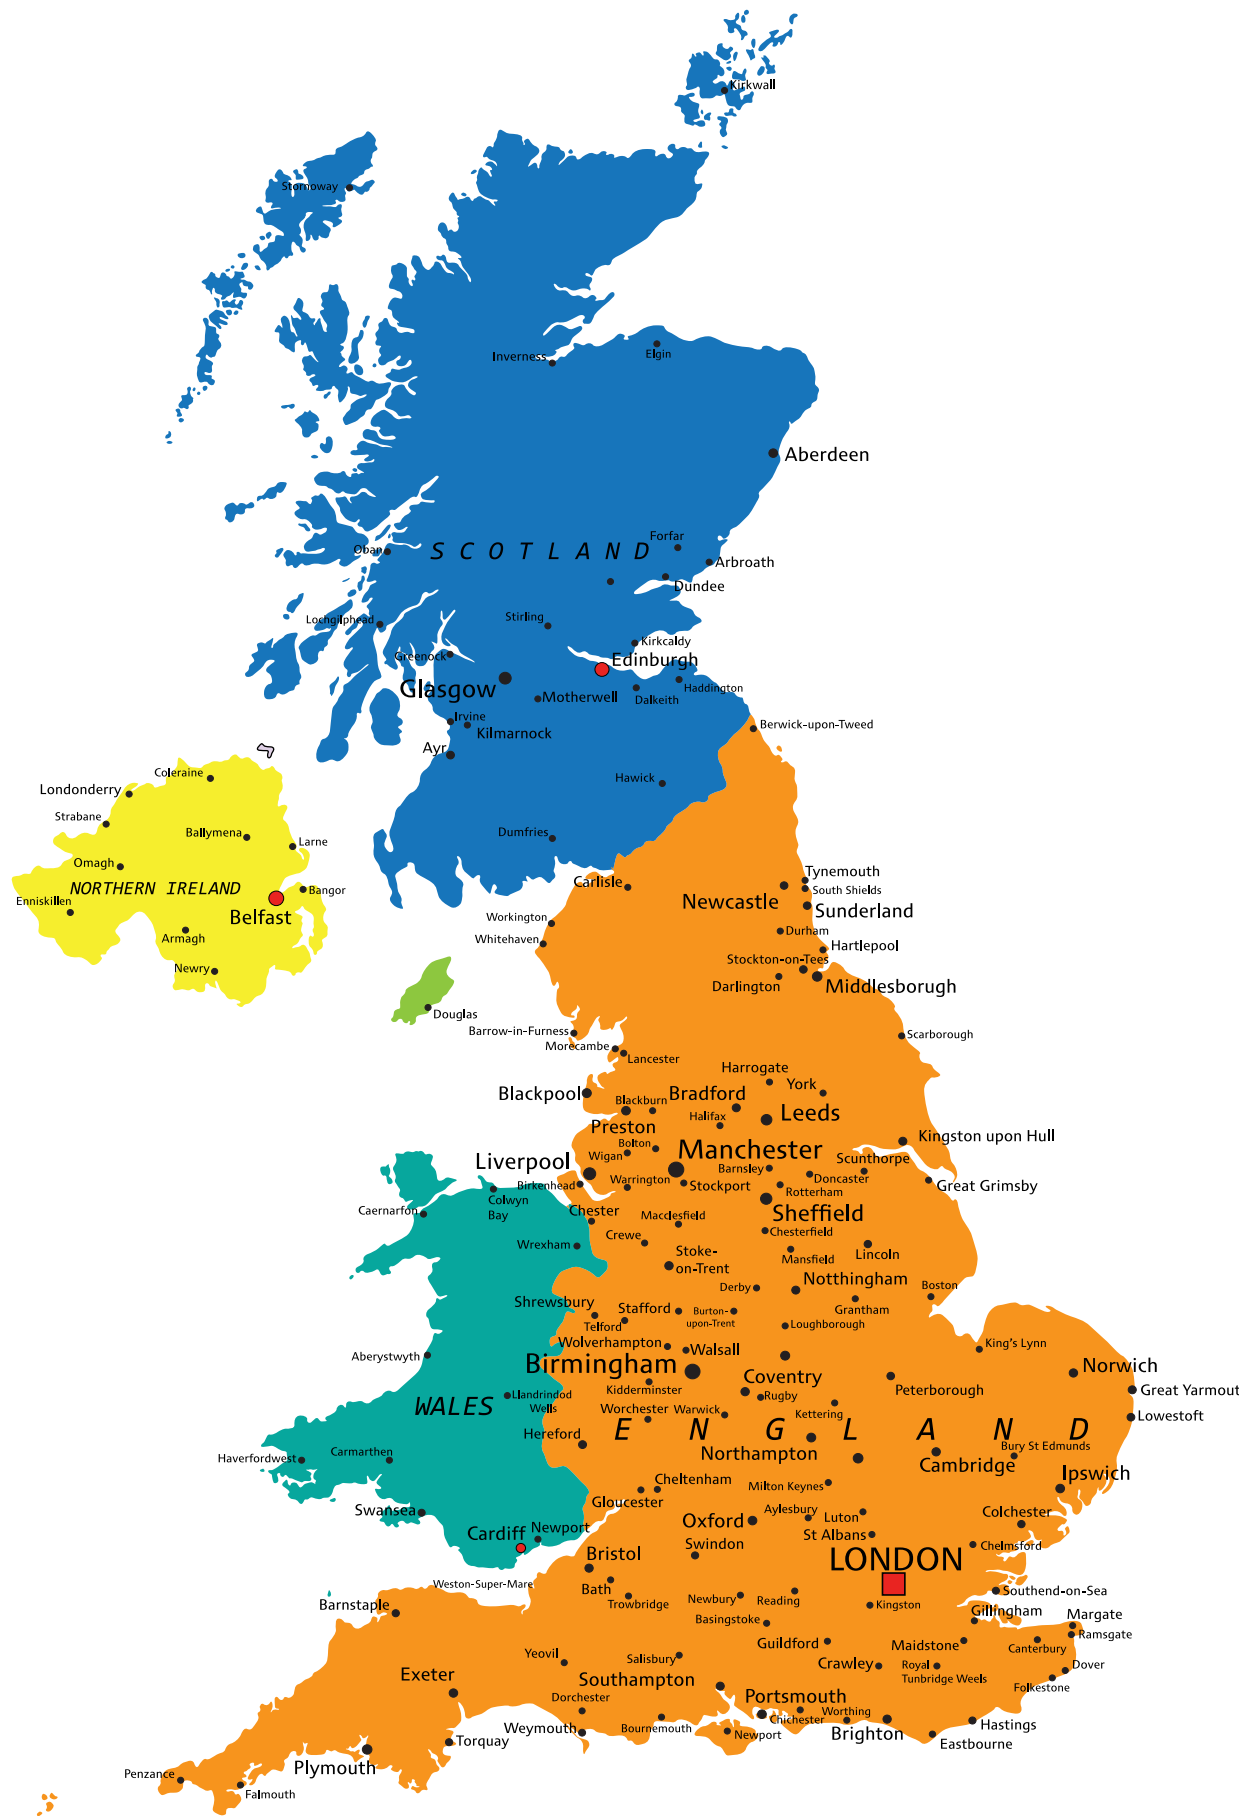 Kirkwall
Stornoway
Elgin
Inverness
Aberdeen
Forfar
SCOTLAND
Oban
Arbroath
Dundee
Lochgilphead
Stirling
Kirkcaldy
Greenock
Edinburgh
Glasgow
Haddington
Motherwell
Dalkeith
Irvine
Kilmarnock
Berwick-upon-Tweed
Ayr
Coleraine
Hawick
Londonderry
Strabane
Ballymena
Dumfries
Larne
Omagh
Tynemouth
NORTHERN IRELAND
Bangor
Carlisle
South Shields
Enniskillen
Newcastle
Belfast
Sunderland
Workington
Durham
Armagh
Whitehaven
Hartlepool
Stockton-on-Tees
Newry
Darlington
Middlesborugh
Douglas
Barrow-in-Furness
Scarborough
Morecambe
Lancester
Harrogate
York
Blackpool
Bradford
Blackburn
Leeds
Halifax
Preston
Kingston upon Hull
Bolton
Manchester
Wigan
Scunthorpe
Liverpool
Barnsley
Doncaster
Birkenhead
Warrington
Stockport
Rotherham
Great Grimsby
Colwyn
Bay
Caernarfon
Chester
Macclesfield
Sheffield
Chesterfield
Crewe
Wrexham
Stoke-
on-Trent
Mansfield
Lincoln
Notthingham
Derby
Boston
Shrewsbury
Stafford
Burton-
upon-Trent
Grantham
Telford
Loughborough
Wolverhampton
King's Lynn
Walsall
Aberystwyth
Birmingham
Norwich
Coventry
Kidderminster
Rugby
Peterborough
Great Yarmout
Llandrindod
Wells
WALES
Worchester
Warwick
Kettering
Lowestoft
ENGLAND
Hereford
Bury St Edmunds
Northampton
Cambridge
Haverfordwest
Carmarthen
Ipswich
Cheltenham
Milton Keynes
Gloucester
Swansea
Aylesbury
Luton
Colchester
Oxford
Cardiff
Newport
St Albans
Swindon
Chelmsford
Bristol
LONDON
Weston-Super-Mare
Bath
Southend-on-Sea
Trowbridge
Newbury
Reading
Kingston
Barnstaple
Gillingham
Margate
Basingstoke
Ramsgate
Guildford
Maidstone
Canterbury
Yeovil
Salisbury
Crawley
Royal
Tunbridge Weels
Dover
Exeter
Southampton
Folkestone
Dorchester
Portsmouth
Worthing
Chichester
Weymouth
Bournemouth
Newport
Brighton
Hastings
Torquay
Eastbourne
Plymouth
Penzance
Falmouth